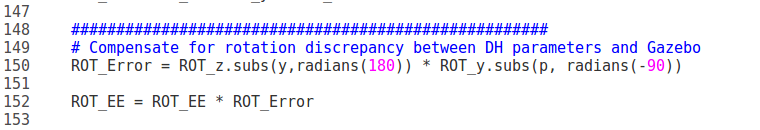 147
148 #####################################################
149 # Compensate for rotation discrepancy between DH parameters and Gazebo
150 ROT_Error = ROT_z.subs(y,radians(180)) * ROT_y.subs(p, radians(-90))
151
152 ROT_EE = ROT_EE * ROT_Error
153